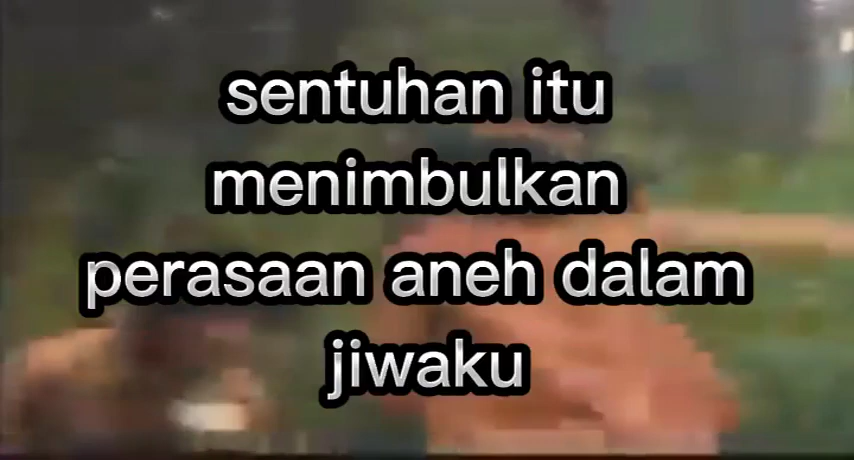 sentuhan itu
menimbulkan
perasaan aneh dalam
jiwaku